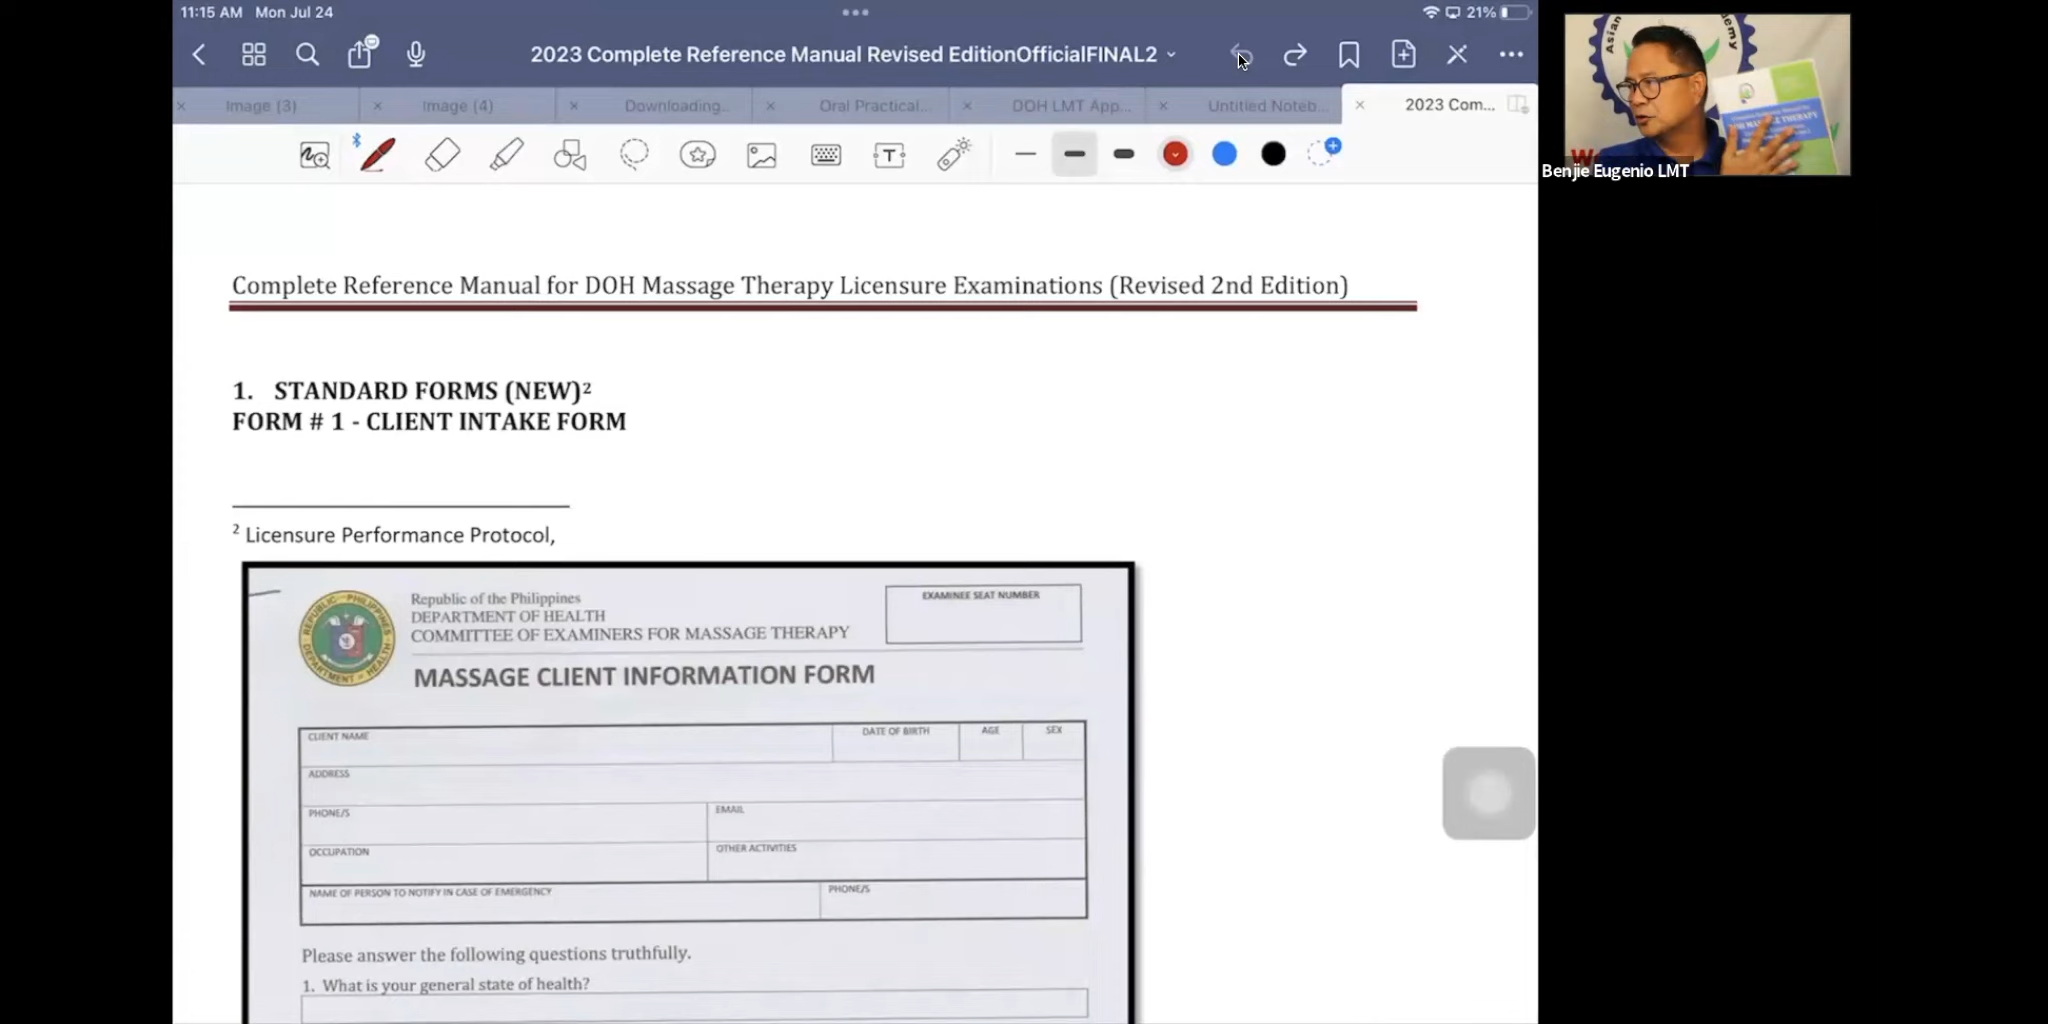 11:15 AM Mon Jul 24
21%
2023 Complete Reference Manual Revised EditionOfficialFINAL2
Image (3)
Image (4)
Downloading...
Oral Practical...
DOH LMT App...
Untitled Noteb...
2023 Com...
Complete Reference Manual for DOH Massage Therapy Licensure Examinations (Revised 2nd Edition)
1. STANDARD FORMS (NEW)2
FORM # 1 - CLIENT INTAKE FORM
2 Licensure Performance Protocol,
Republic of the Philippines
DEPARTMENT OF HEALTH
COMMITTEE OF EXAMINERS FOR MASSAGE THERAPY
EXAMINEE SEAT NUMBER
MASSAGE CLIENT INFORMATION FORM
CLIENT NAME
DATE OF BIRTH
AGE
SEX
ADDRESS
PHONE/S
EMAIL
OCCUPATION
OTHER ACTIVITIES
NAME OF PERSON TO NOTIFY IN CASE OF EMERGENCY
PHONE/S
Please answer the following questions truthfully.
1. What is your general state of health?
Asian
Benjie Eugenio LMT